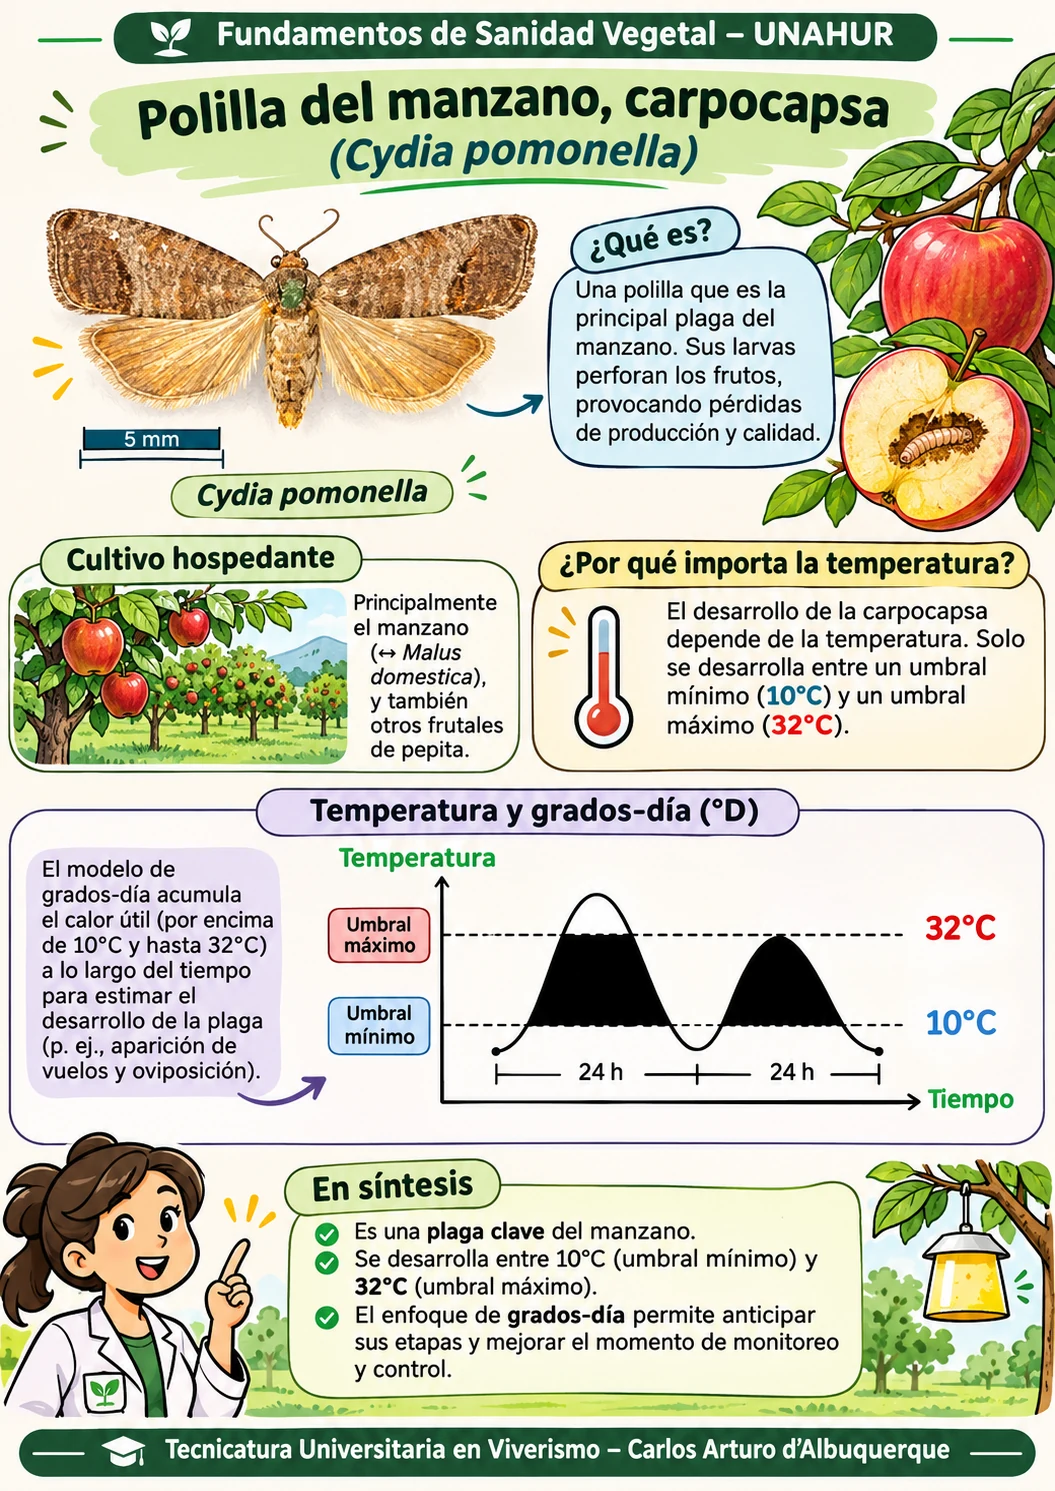 Fundamentos de Sanidad Vegetal – UNAHUR
Polilla del manzano, carpocapsa
(Cydia pomonella)
¿Qué es?
Una polilla que es la
principal plaga del
manzano. Sus larvas
perforan los frutos,
provocando pérdidas
de producción y calidad.
5 mm
Cydia pomonella
Cultivo hospedante
Principalmente
el manzano
(↔ Malus
domestica),
y también
otros frutales
de pepita.
¿Por qué importa la temperatura?
El desarrollo de la carpocapsa
depende de la temperatura. Solo
se desarrolla entre un umbral
mínimo (10°C) y un umbral
máximo (32°C).
Temperatura y grados-día (°D)
El modelo de
grados-día acumula
el calor útil (por encima
de 10°C y hasta 32°C)
a lo largo del tiempo
para estimar el
desarrollo de la plaga
(p. ej., aparición de
vuelos y oviposición).
Temperatura
Umbral
máximo
32°C
Umbral
mínimo
10°C
24 h
24 h
Tiempo
En síntesis
Es una plaga clave del manzano.
Se desarrolla entre 10°C (umbral mínimo) y
32°C (umbral máximo).
El enfoque de grados-día permite anticipar
sus etapas y mejorar el momento de monitoreo
y control.
Tecnicatura Universitaria en Viverismo – Carlos Arturo d’Albuquerque